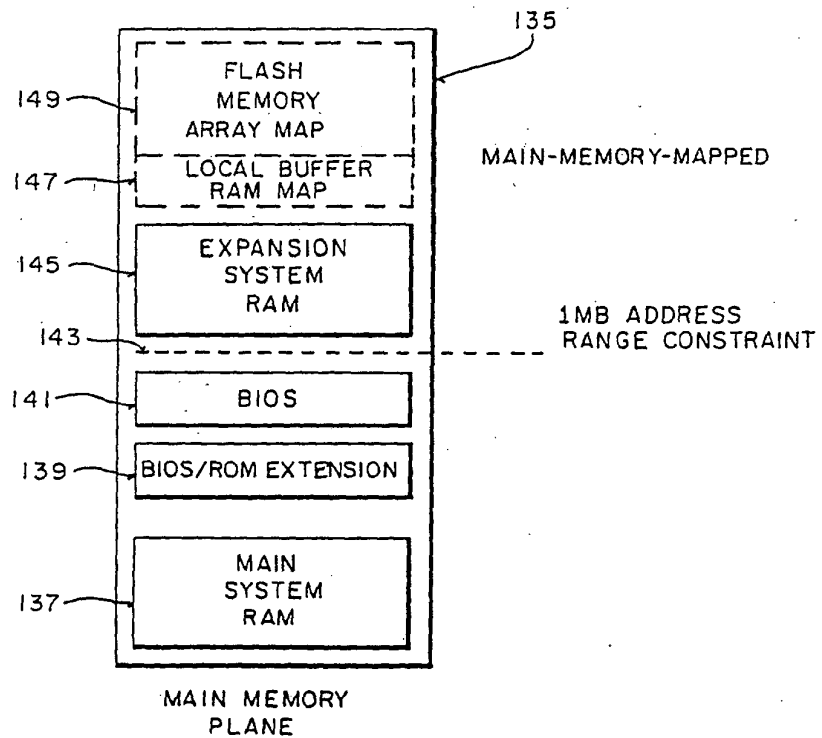 135
149
FLASH
MEMORY
ARRAY MAP
MAIN-MEMORY-MAPPED
147
LOCAL BUFFER
RAM MAP
145
EXPANSION
SYSTEM
RAM
143
1MB ADDRESS
RANGE CONSTRAINT
141
BIOS
139
BIOS/ROM EXTENSION
137
MAIN
SYSTEM
RAM
MAIN MEMORY
PLANE